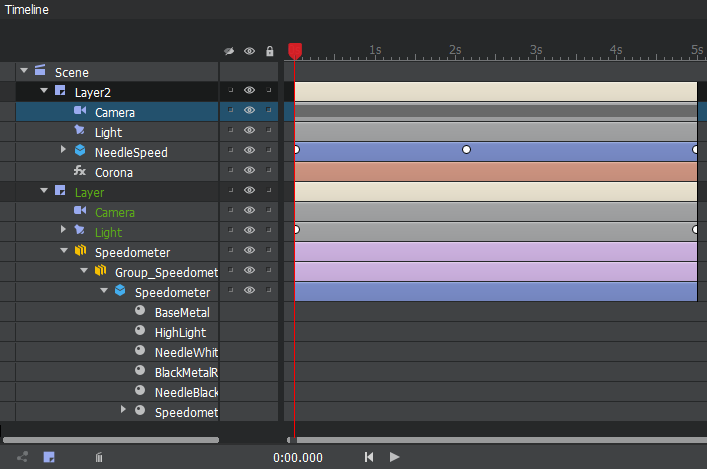 Timeline
1s 2s 3s 4s 5s
Scene
Layer2
Camera
Light
NeedleSpeed
fx Corona
Layer
Camera
Light
Speedometer
Group_Speedomet
Speedometer
BaseMetal
HighLight
NeedleWhit
BlackMetalR
NeedleBlack
Speedomet
0:00.000